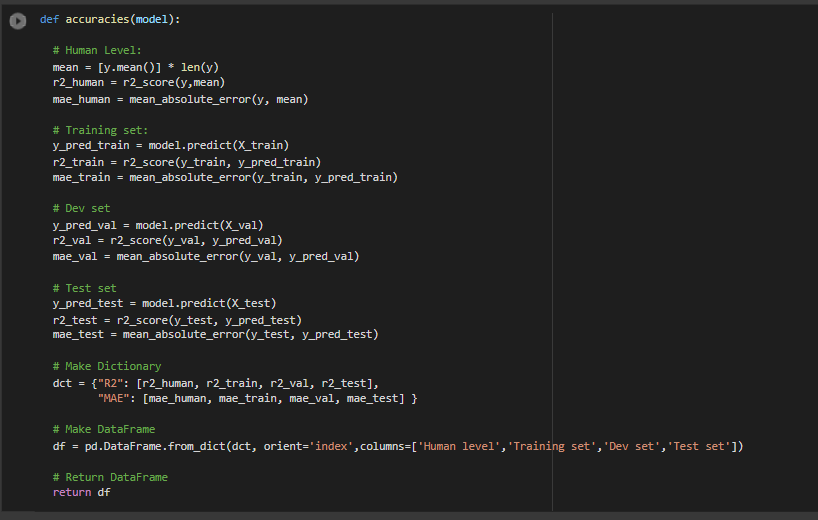 def accuracies(model):
# Human Level:
mean = [y.mean()] * len(y)
r2_human = r2_score(y,mean)
mae_human = mean_absolute_error(y, mean)
# Training set:
y_pred_train = model.predict(X_train)
r2_train = r2_score(y_train, y_pred_train)
mae_train = mean_absolute_error(y_train, y_pred_train)
# Dev set
y_pred_val = model.predict(X_val)
r2_val = r2_score(y_val, y_pred_val)
mae_val = mean_absolute_error(y_val, y_pred_val)
# Test set
y_pred_test = model.predict(X_test)
r2_test = r2_score(y_test, y_pred_test)
mae_test = mean_absolute_error(y_test, y_pred_test)
# Make Dictionary
dct = {"R2": [r2_human, r2_train, r2_val, r2_test],
"MAE": [mae_human, mae_train, mae_val, mae_test] }
# Make DataFrame
df = pd.DataFrame.from_dict(dct, orient='index',columns=['Human level','Training set','Dev set','Test set'])
# Return DataFrame
return df